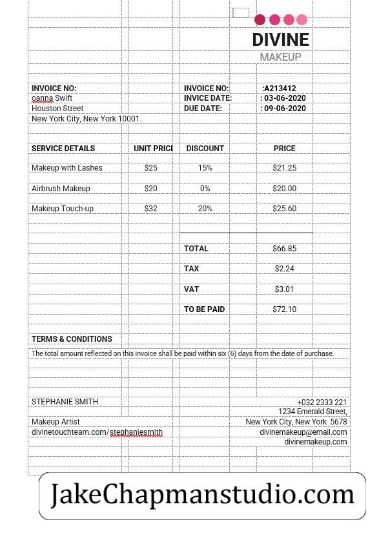 DIVINE
MAKEUP
INVOICE NO: INVOICE NO: :A213412
oanna Swift INVICE DATE: : 03-06-2020
Houston Street DUE DATE: : 09-06-2020
New York City, New York 10001.
SERVICE DETAILS UNIT PRICI DISCOUNT PRICE
Makeup with Lashes $25 15% $21.25
Airbrush Makeup $20 0% $20.00
Makeup Touch-up $32 20% $25.60
TOTAL $66.85
TAX $2.24
VAT $3.01
TO BE PAID $72.10
TERMS & CONDITIONS
The total amount reflected on this invoice shall be paid within six (6) days from the date of purchase.
STEPHANIE SMITH +032 2333 221
1234 Emerald Street,
Makeup Artist New York City, New York 5678
divinetouchteam.com/stephaniesmith divinemakeup@email.com
divinemakeup.com
JakeChapmanstudio.com